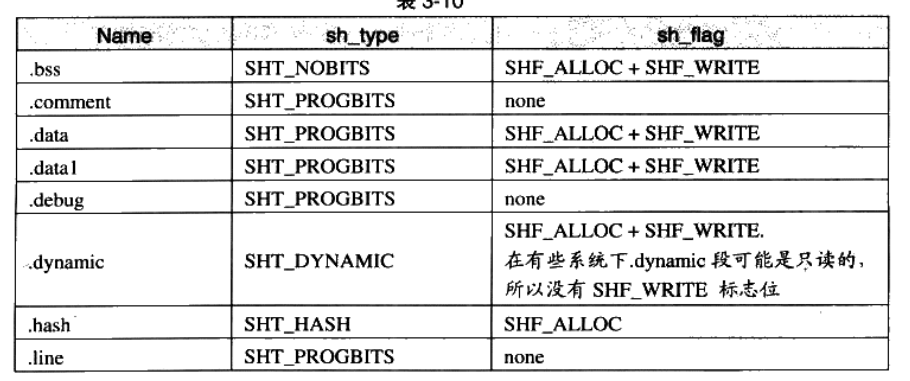 表 3-10
Name sh_type sh_flag
.bss SHT_NOBITS SHF_ALLOC + SHF_WRITE
.comment SHT_PROGBITS none
.data SHT_PROGBITS SHF_ALLOC + SHF_WRITE
.data1 SHT_PROGBITS SHF_ALLOC + SHF_WRITE
.debug SHT_PROGBITS none
.dynamic SHT_DYNAMIC SHF_ALLOC + SHF_WRITE.
在有些系统下.dynamic 段可能是只读的，
所以没有 SHF_WRITE 标志位
.hash SHT_HASH SHF_ALLOC
.line SHT_PROGBITS none